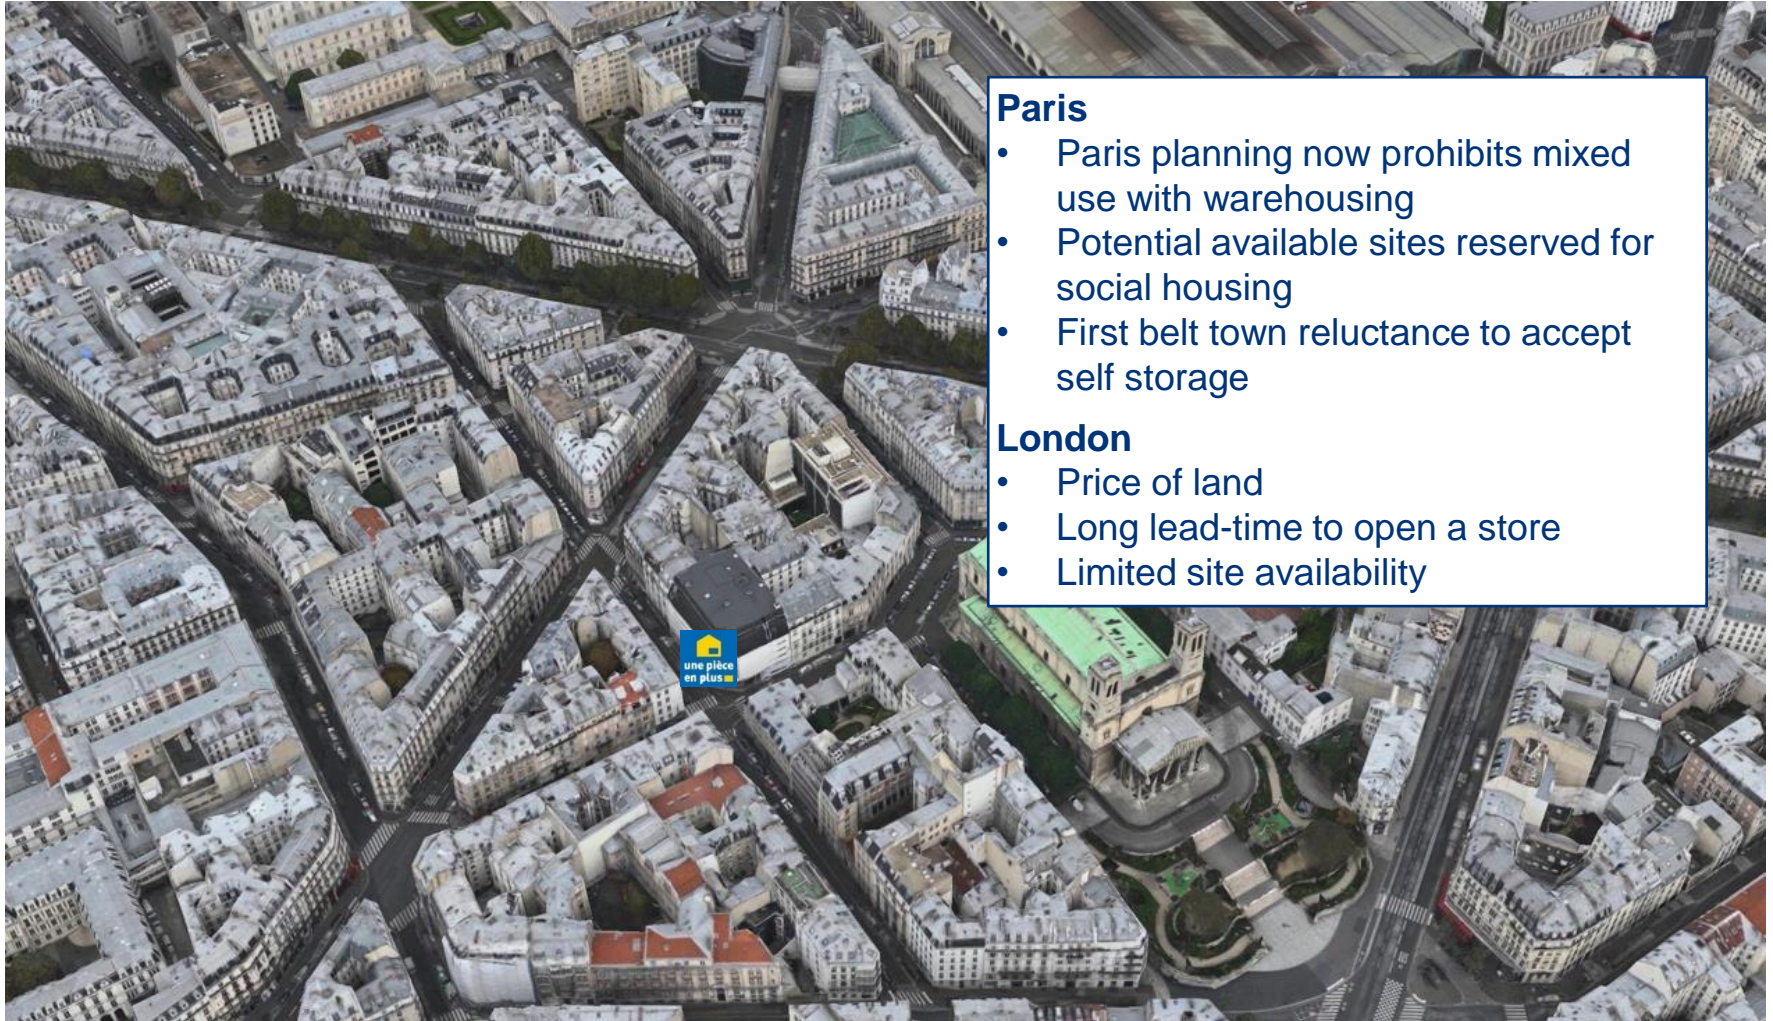 Paris
• Paris planning now prohibits mixed
use with warehousing
• Potential available sites reserved for
social housing
• First belt town reluctance to accept
self storage
London
• Price of land
• Long lead-time to open a store
• Limited site availability
une pièce
en plus